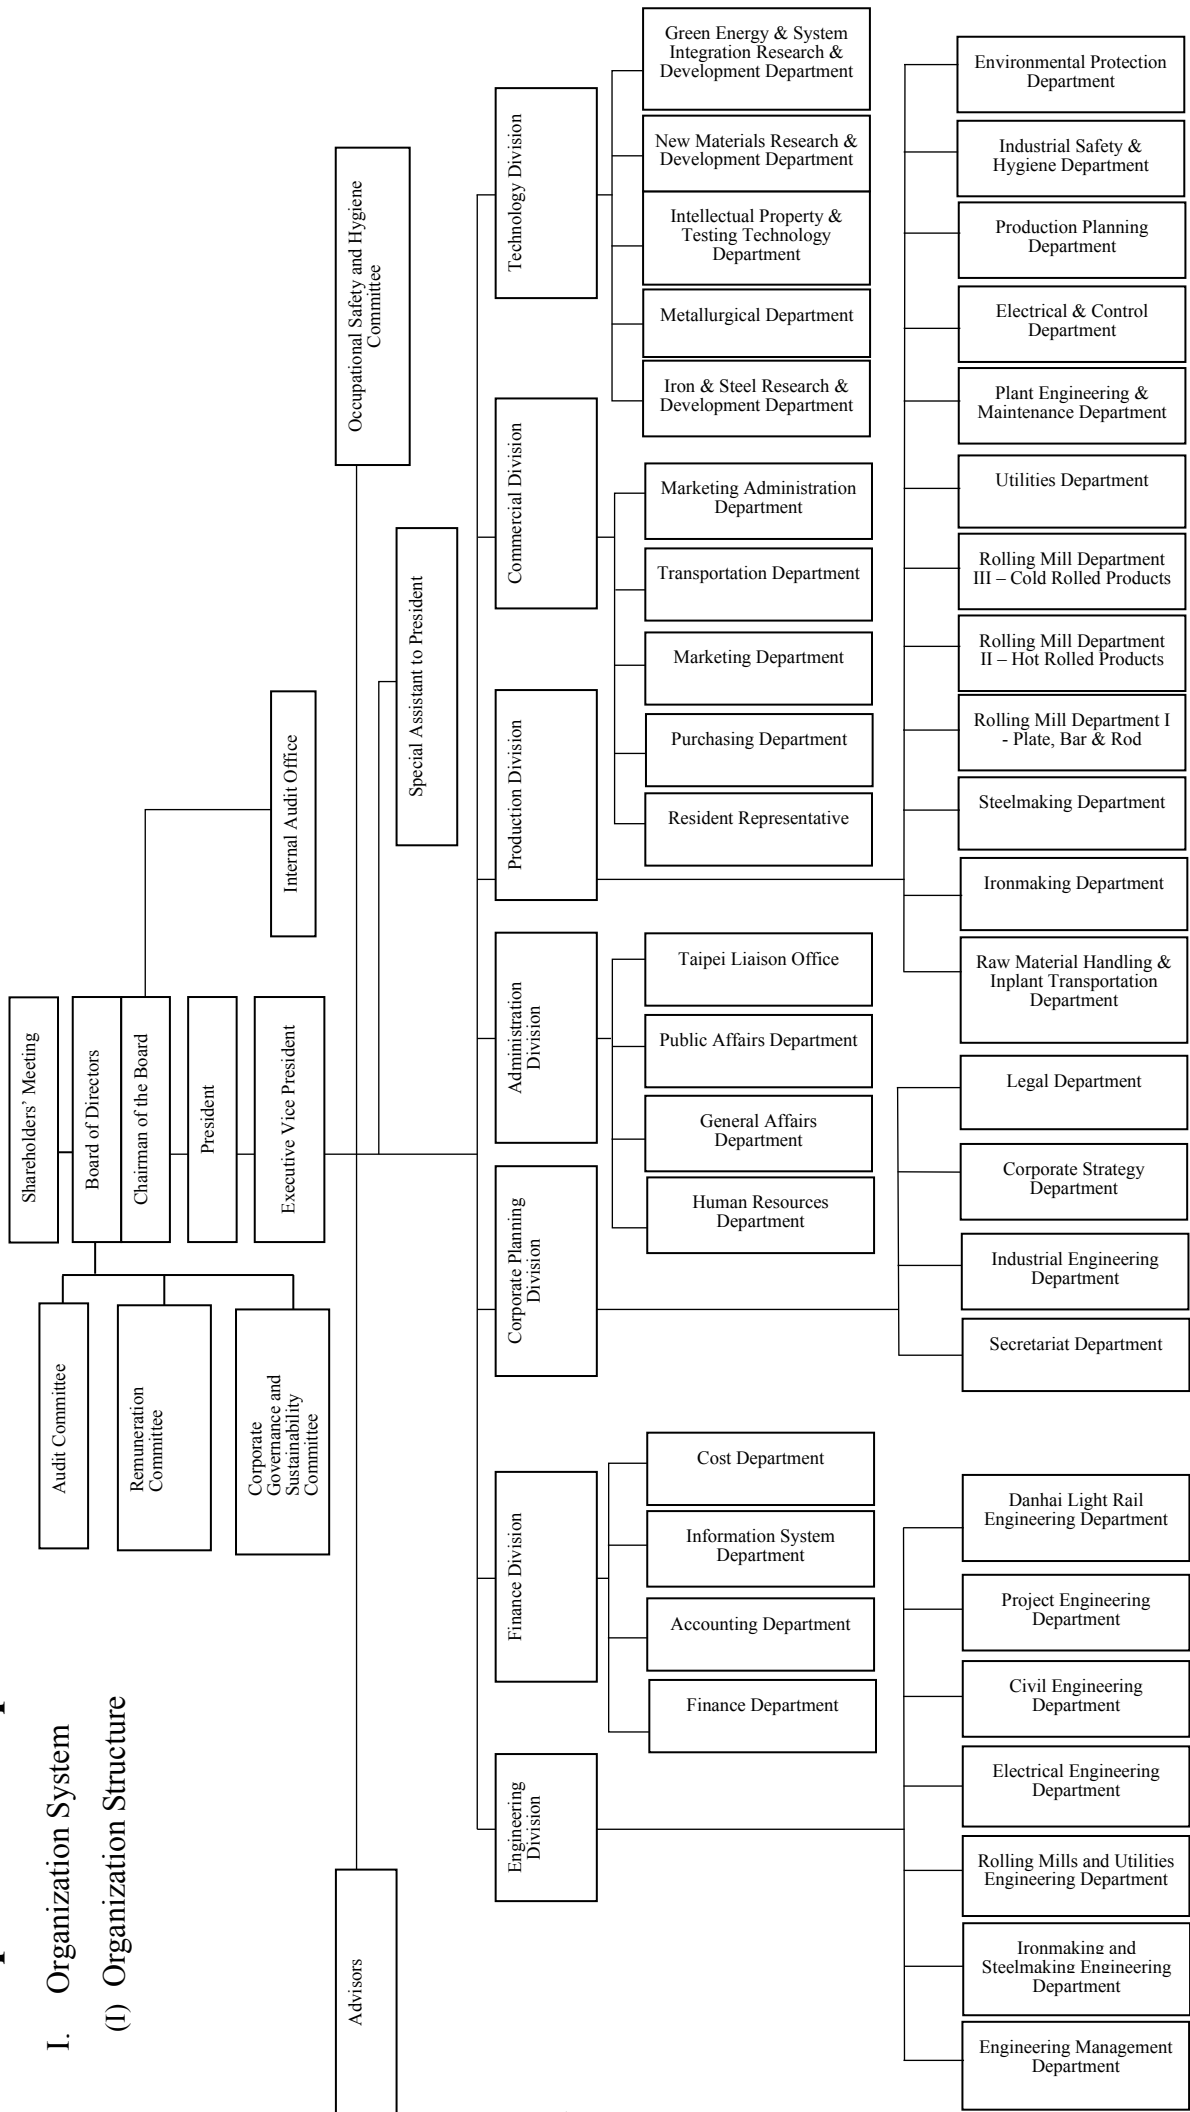 I. Organization System
(I) Organization Structure
Shareholders’ Meeting
Board of Directors
Chairman of the Board
President
Executive Vice President
Audit Committee
Remuneration
Committee
Corporate
Governance and
Sustainability
Committee
Internal Audit Office
Advisors
Occupational Safety and Hygiene
Committee
Special Assistant to President
Engineering
Division
Finance Division
Corporate Planning
Division
Administration
Division
Production Division
Commercial Division
Technology Division
Green Energy & System
Integration Research &
Development Department
New Materials Research &
Development Department
Intellectual Property &
Testing Technology
Department
Metallurgical Department
Iron & Steel Research &
Development Department
Marketing Administration
Department
Transportation Department
Marketing Department
Purchasing Department
Resident Representative
Taipei Liaison Office
Public Affairs Department
General Affairs
Department
Human Resources
Department
Cost Department
Information System
Department
Accounting Department
Finance Department
Environmental Protection
Department
Industrial Safety &
Hygiene Department
Production Planning
Department
Electrical & Control
Department
Plant Engineering &
Maintenance Department
Utilities Department
Rolling Mill Department
III – Cold Rolled Products
Rolling Mill Department
II – Hot Rolled Products
Rolling Mill Department I
- Plate, Bar & Rod
Steelmaking Department
Ironmaking Department
Raw Material Handling &
Inplant Transportation
Department
Legal Department
Corporate Strategy
Department
Industrial Engineering
Department
Secretariat Department
Danhai Light Rail
Engineering Department
Project Engineering
Department
Civil Engineering
Department
Electrical Engineering
Department
Rolling Mills and Utilities
Engineering Department
Ironmaking and
Steelmaking Engineering
Department
Engineering Management
Department